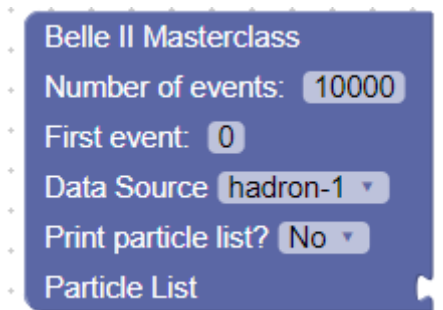 Belle II Masterclass
Number of events: 10000
First event: 0
Data Source hadron-1
Print particle list? No
Particle List